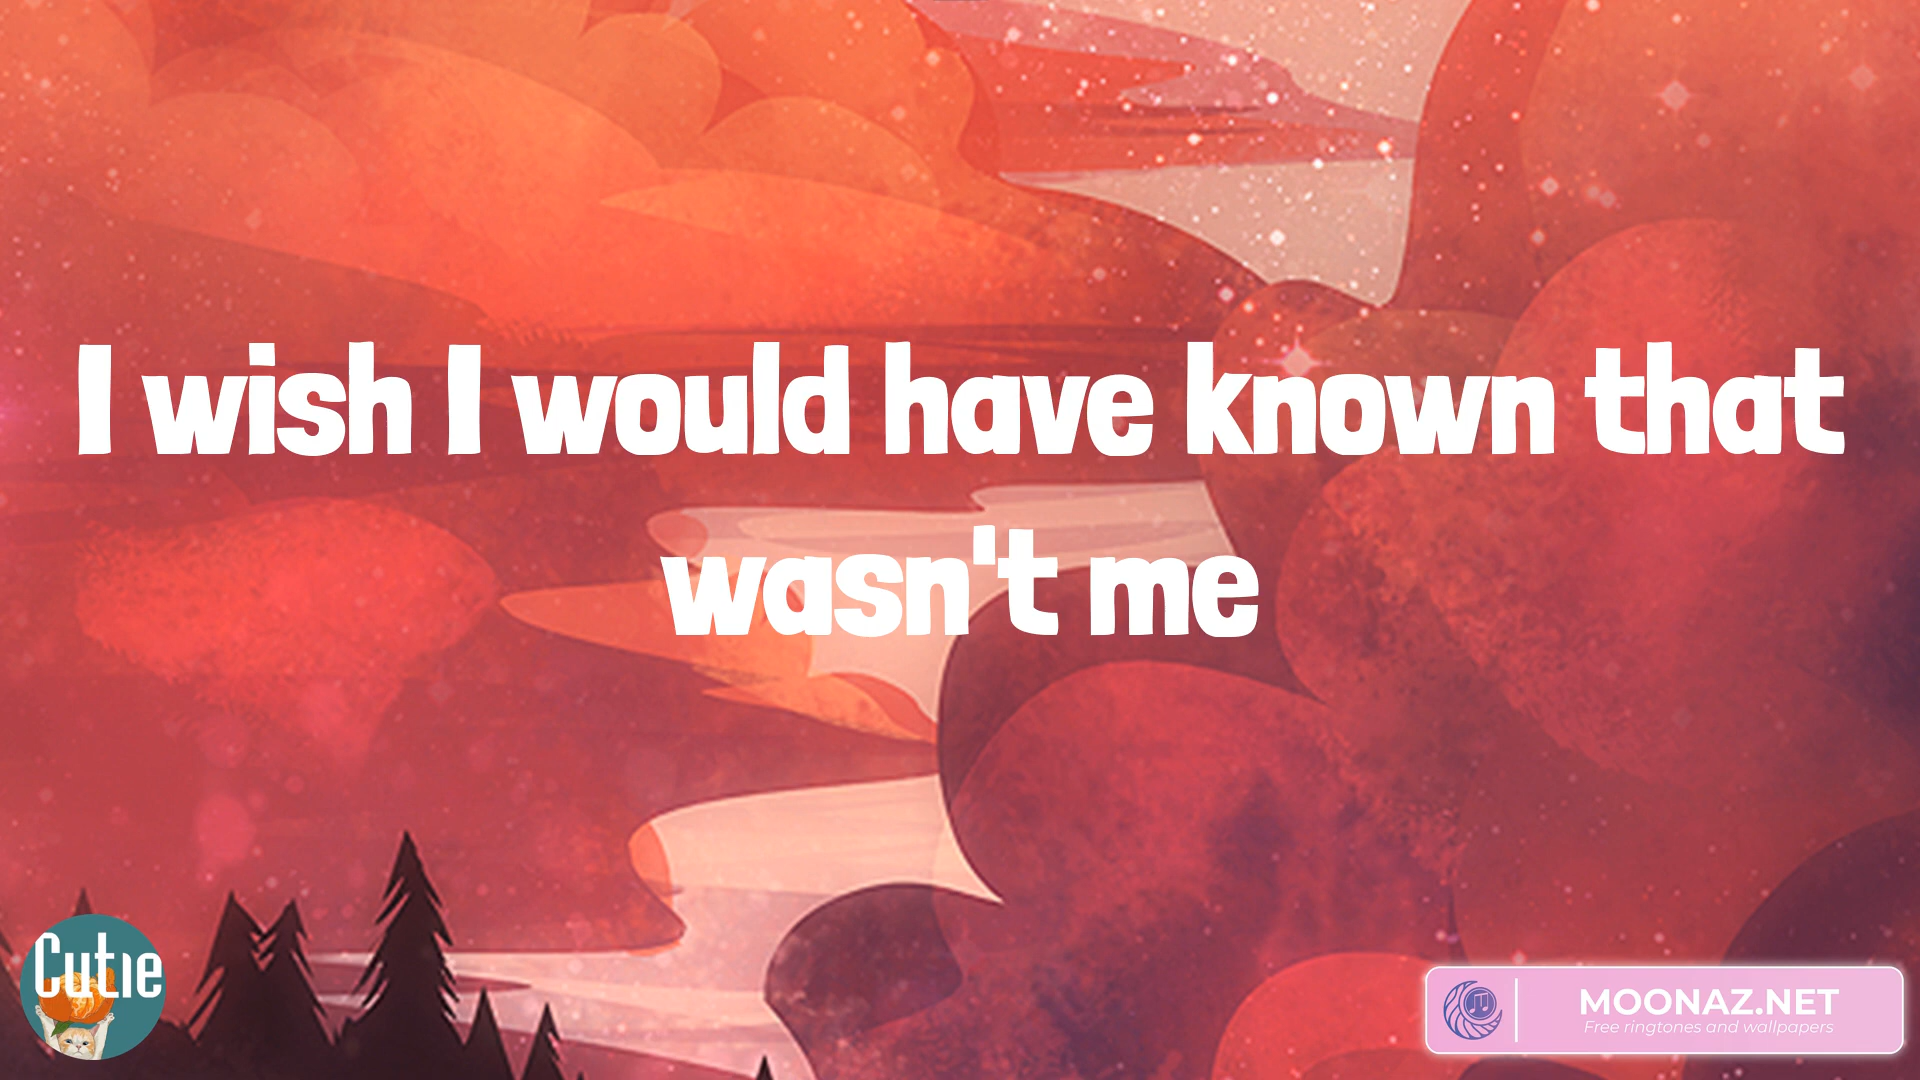 I wish I would have known that
wasn't me
Cutie
MOONAZ.NET
Free ringtones and wallpapers